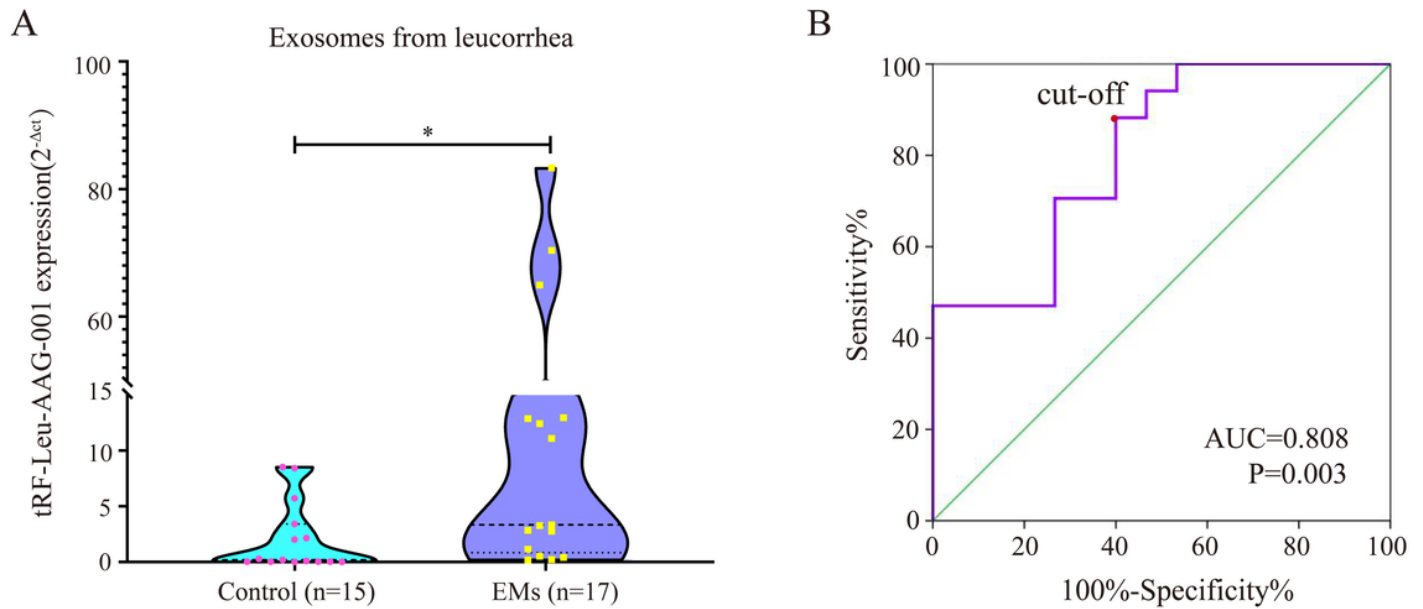 A
Exosomes from leucorrhea
tRF-Leu-AAG-001 expression(2^-Δct)
100
80
60
15
10
5
0
*
Control (n=15)
EMs (n=17)
B
Sensitivity%
100
80
60
40
20
0
cut-off
AUC=0.808
P=0.003
0 20 40 60 80 100
100%-Specificity%